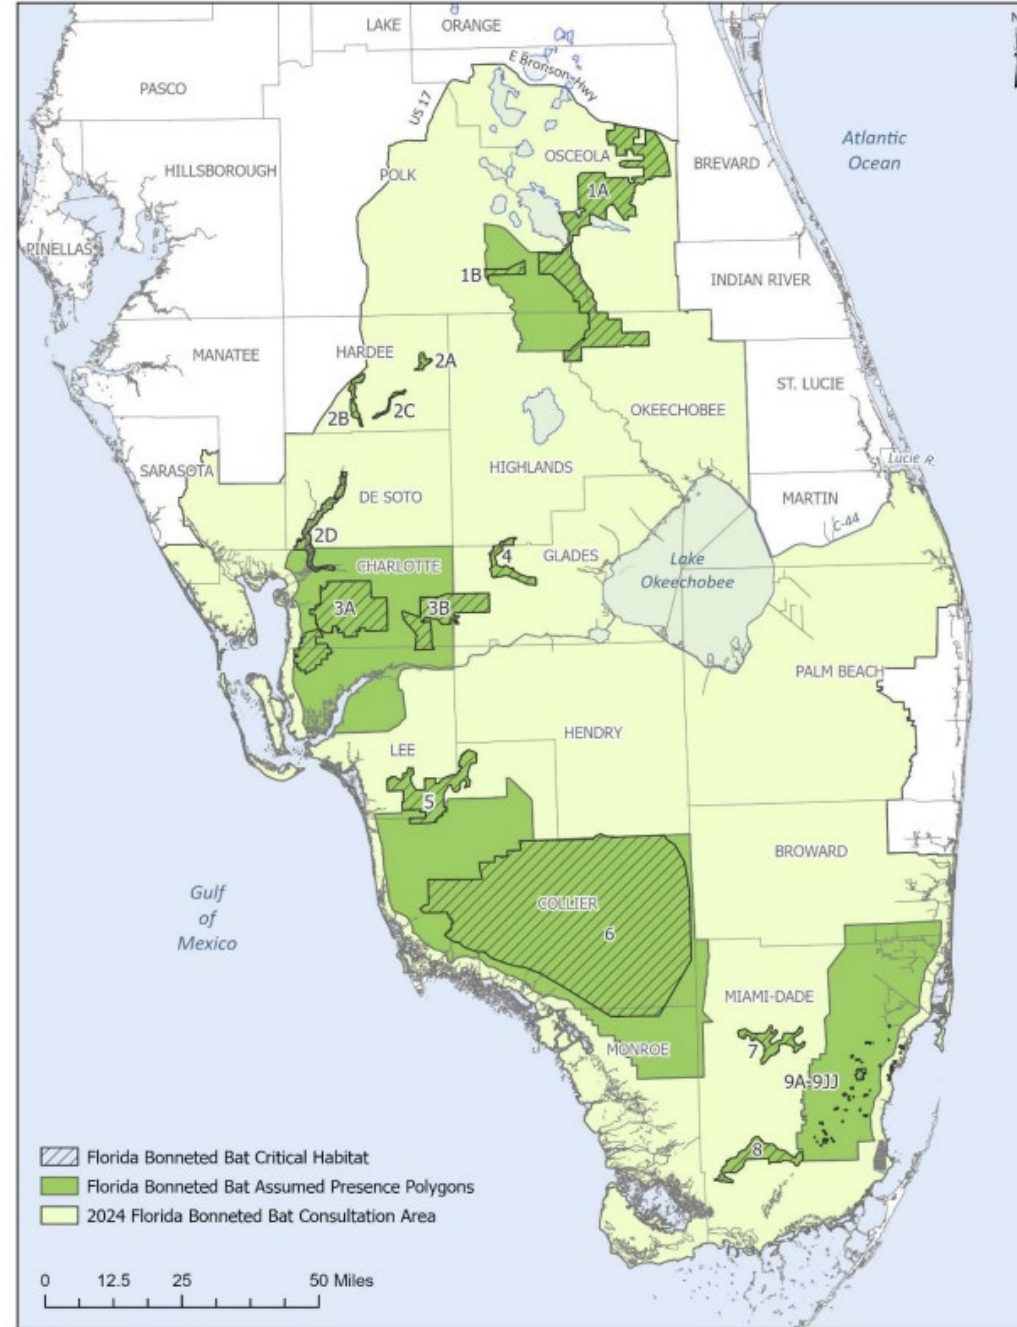 N
LAKE
ORANGE
E Bronson Hwy
PASCO
US 17
Atlantic
Ocean
OSCEOLA
BREVARD
HILLSBOROUGH
POLK
1A
PINELLAS
1B
INDIAN RIVER
HARDEE
MANATEE
2A
ST. LUCIE
2C
OKEECHOBEE
2B
Lucie R.
SARASOTA
HIGHLANDS
DE SOTO
MARTIN
C-44
2D
4
GLADES
CHARLOTTE
Lake
Okeechobee
3A
3B
PALM BEACH
HENDRY
LEE
5
BROWARD
Gulf
of
Mexico
COLLIER
6
MIAMI-DADE
7
MONROE
9A-9JJ
8
Florida Bonneted Bat Critical Habitat
Florida Bonneted Bat Assumed Presence Polygons
2024 Florida Bonneted Bat Consultation Area
0 12.5 25 50 Miles